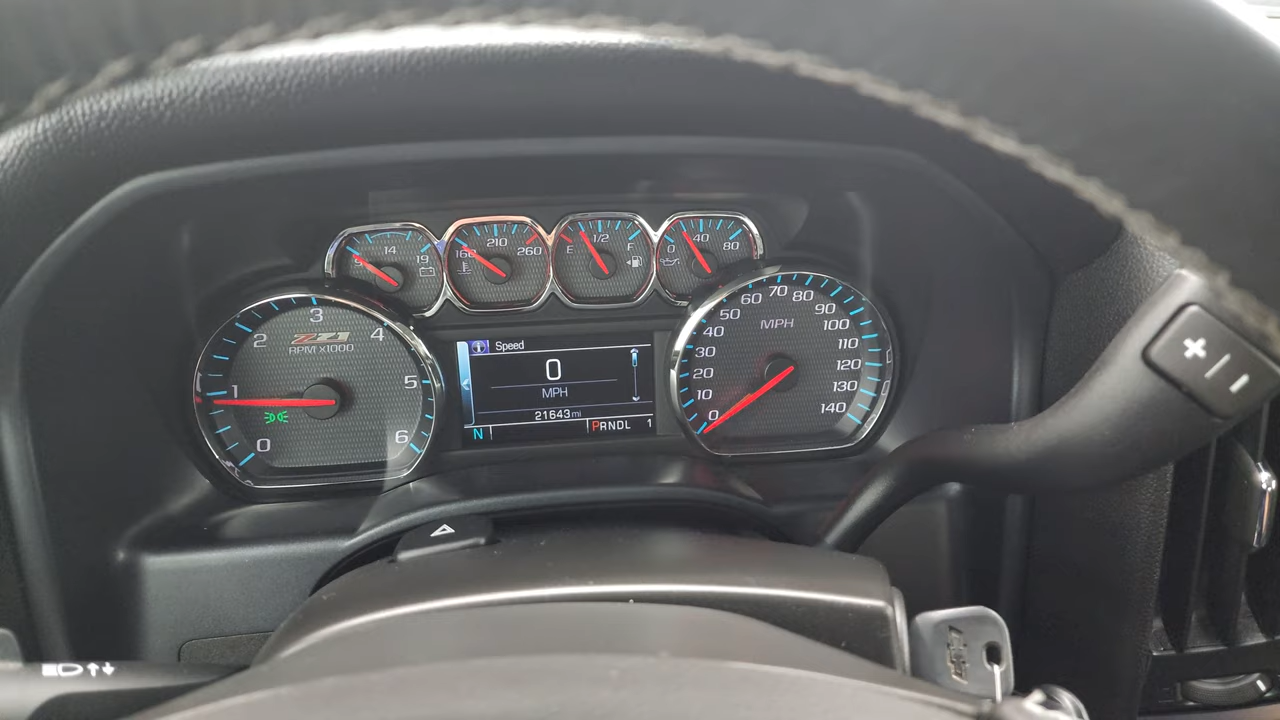 9 14 19
160 210 260
E 1/2 F
0 40 80
0 1 2 3 4 5 6
Z71
RPM x1000
Speed
0
MPH
21643 mi
N PRNDL 1
MPH
0 10 20 30 40 50 60 70 80 90 100 110 120 130 140
+ -